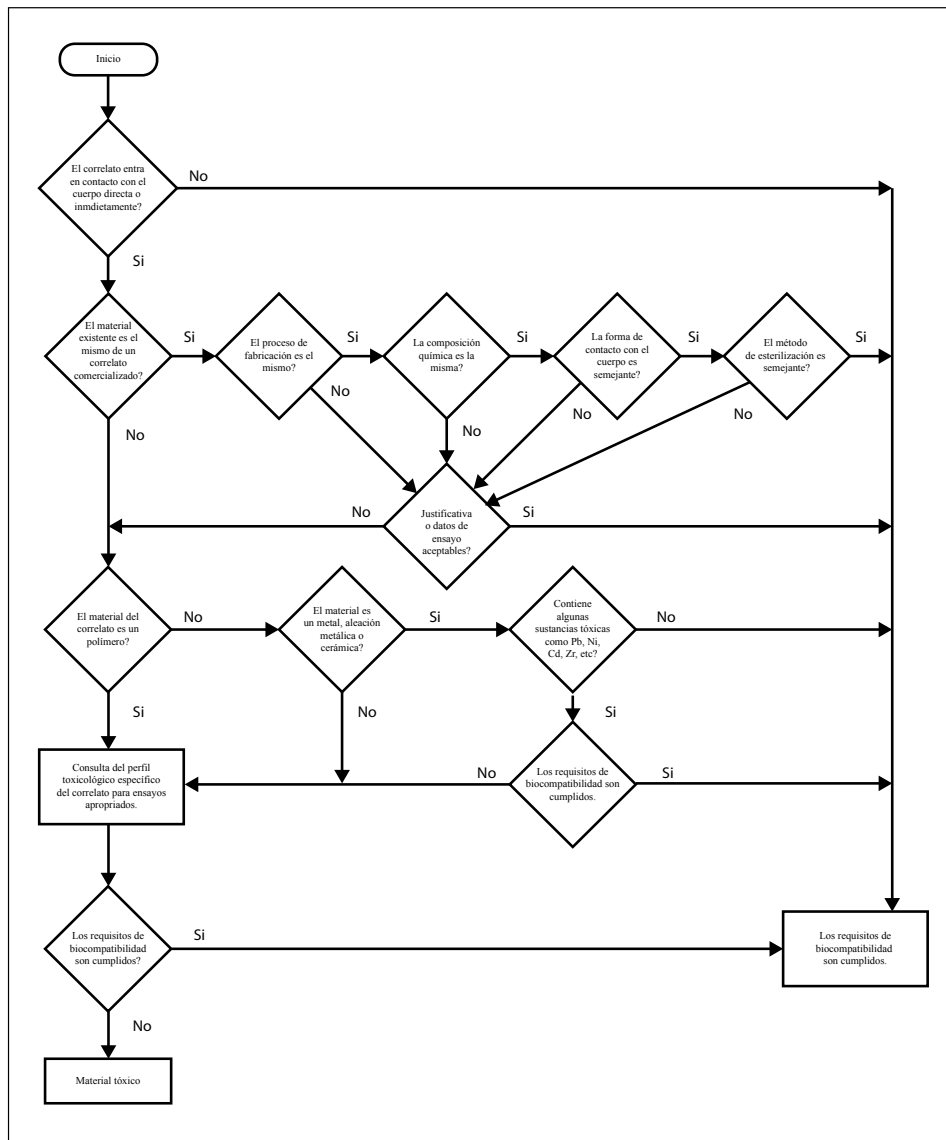 Inicio
El correlato entra
en contacto con el
cuerpo directa o
inmdietamente?
No
Si
El material
existente es el
mismo de un
correlato
comercializado?
Si
El proceso de
fabricación es el
mismo?
Si
La composición
química es la
misma?
Si
La forma de
contacto con el
cuerpo es
semejante?
Si
El método
de esterilización es
semejante?
Si
No
No
No
No
No
Justificativa
o datos de
ensayo
aceptables?
No
Si
El material del
correlato es un
polímero?
No
El material es
un metal, aleación
metálica o
cerámica?
Si
Contiene
algunas
sustancias tóxicas
como Pb, Ni,
Cd, Zr, etc?
No
Si
No
Si
Consulta del perfil
toxicológico específico
del correlato para ensayos
apropriados.
No
Los requisitos de
biocompatibilidad son
cumplidos.
Si
Los requisitos de
biocompatibilidad
son cumplidos?
Si
Los requisitos de
biocompatibilidad
son cumplidos.
No
Material tóxico